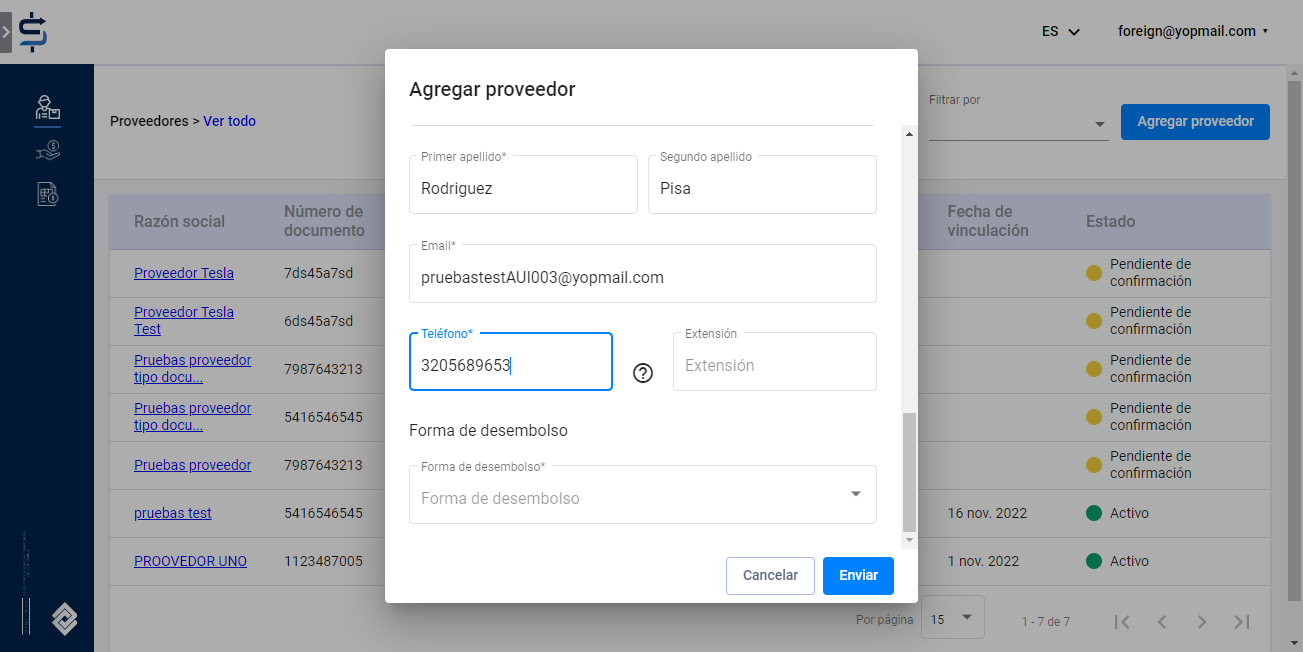 ES
foreign@yopmail.com
Agregar proveedor
Proveedores > Ver todo
Filtrar por
Agregar proveedor
Primer apellido*
Rodriguez
Segundo apellido
Pisa
Email*
pruebastestAUI003@yopmail.com
Teléfono*
3205689653
Extensión
Extensión
Forma de desembolso
Forma de desembolso*
Forma de desembolso
Cancelar
Enviar
Razón social
Número de
documento
Fecha de
vinculación
Estado
Proveedor Tesla
7ds45a7sd
Pendiente de
confirmación
Proveedor Tesla
Test
6ds45a7sd
Pendiente de
confirmación
Pruebas proveedor
tipo docu...
7987643213
Pendiente de
confirmación
Pruebas proveedor
tipo docu...
5416546545
Pendiente de
confirmación
Pruebas proveedor
7987643213
Pendiente de
confirmación
pruebas test
5416546545
16 nov. 2022
Activo
PROOVEDOR UNO
1123487005
1 nov. 2022
Activo
Por página
15
1 - 7 de 7